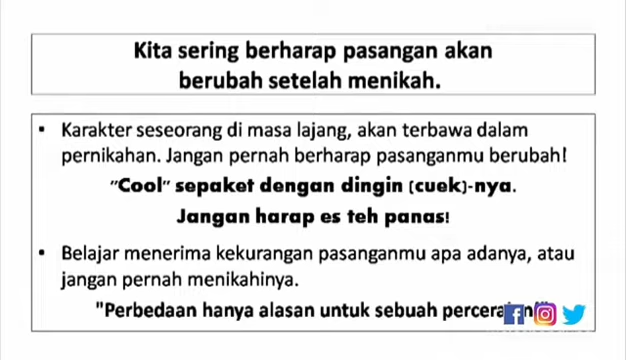 Kita sering berharap pasangan akan
berubah setelah menikah.
• Karakter seseorang di masa lajang, akan terbawa dalam
pernikahan. Jangan pernah berharap pasanganmu berubah!
"Cool" sepaket dengan dingin (cuek)-nya.
Jangan harap es teh panas!
• Belajar menerima kekurangan pasanganmu apa adanya, atau
jangan pernah menikahinya.
"Perbedaan hanya alasan untuk sebuah